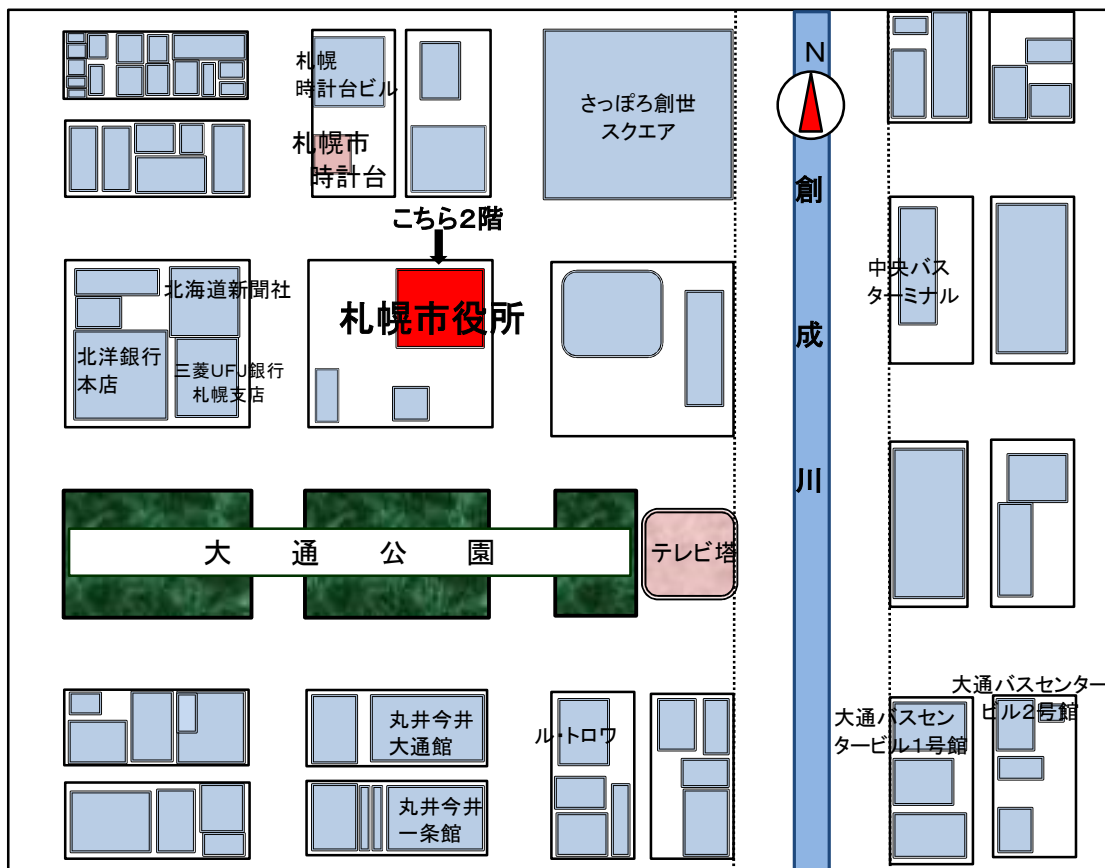 札幌
時計台ビル
さっぽろ創世
スクエア
N
札幌市
時計台
こちら2階
創成川
中央バス
ターミナル
北海道新聞社
札幌市役所
北洋銀行
本店
三菱UFJ銀行
札幌支店
大通公園
テレビ塔
丸井今井
大通館
ル・トロワ
大通バスセン
タービル1号館
大通バスセンター
ビル2号館
丸井今井
一条館